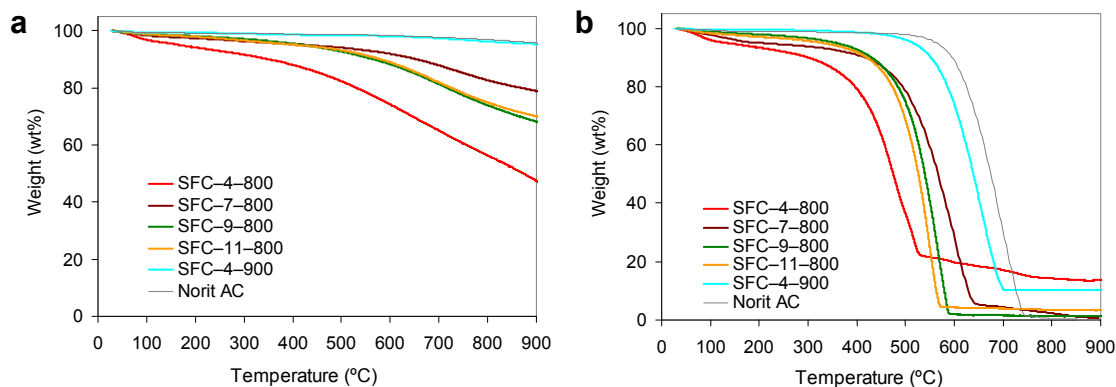 a
Weight (wt%)
100
80
60
40
20
0
SFC–4–800
SFC–7–800
SFC–9–800
SFC–11–800
SFC–4–900
Norit AC
0 100 200 300 400 500 600 700 800 900
Temperature (ºC)
b
Weight (wt%)
100
80
60
40
20
0
SFC–4–800
SFC–7–800
SFC–9–800
SFC–11–800
SFC–4–900
Norit AC
0 100 200 300 400 500 600 700 800 900
Temperature (ºC)